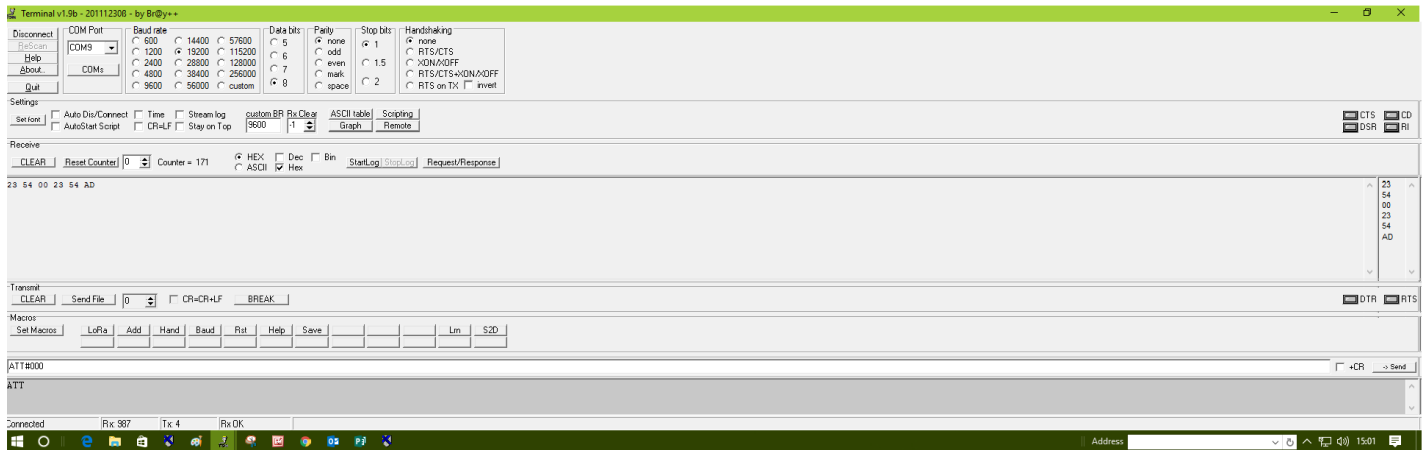 Terminal v1.9b - 20111230ß - by Br@y++
Disconnect
ReScan
Help
About..
Quit
COM Port
COM9
COMs
Baud rate
600 14400 57600
1200 19200 115200
2400 28800 128000
4800 38400 256000
9600 56000 custom
Data bits
5
6
7
8
Parity
none
odd
even
mark
space
Stop bits
1
1.5
2
Handshaking
none
RTS/CTS
XON/XOFF
RTS/CTS+XON/XOFF
RTS on TX invert
Settings
Set font
Auto Dis/Connect Time Stream log
AutoStart Script CR=LF Stay on Top
custom BR Rx Clear
9600 -1
ASCII table Scripting
Graph Remote
CTS CD
DSR RI
Receive
CLEAR Reset Counter 0 Counter = 171
HEX Dec Bin
ASCII Hex
StartLog StopLog Request/Response
23 54 00 23 54 AD
23
54
00
23
54
AD
Transmit
CLEAR Send File 0 CR=CR+LF BREAK
DTR RTS
Macros
Set Macros LoRa Add Hand Baud Rst Help Save Lm S2D
ATT#000
+CR -> Send
ATT
Connected Rx: 987 Tx: 4 Rx OK
Address
15:01